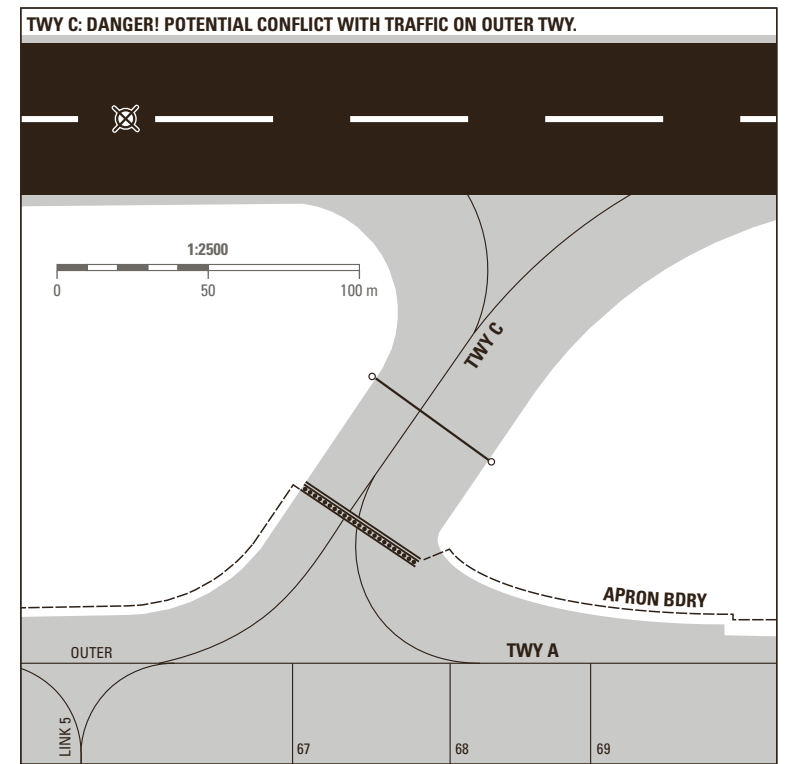 TWY C: DANGER! POTENTIAL CONFLICT WITH TRAFFIC ON OUTER TWY.
1:2500
0 50 100 m
TWY C
APRON BDRY
OUTER
TWY A
LINK 5
67 68 69